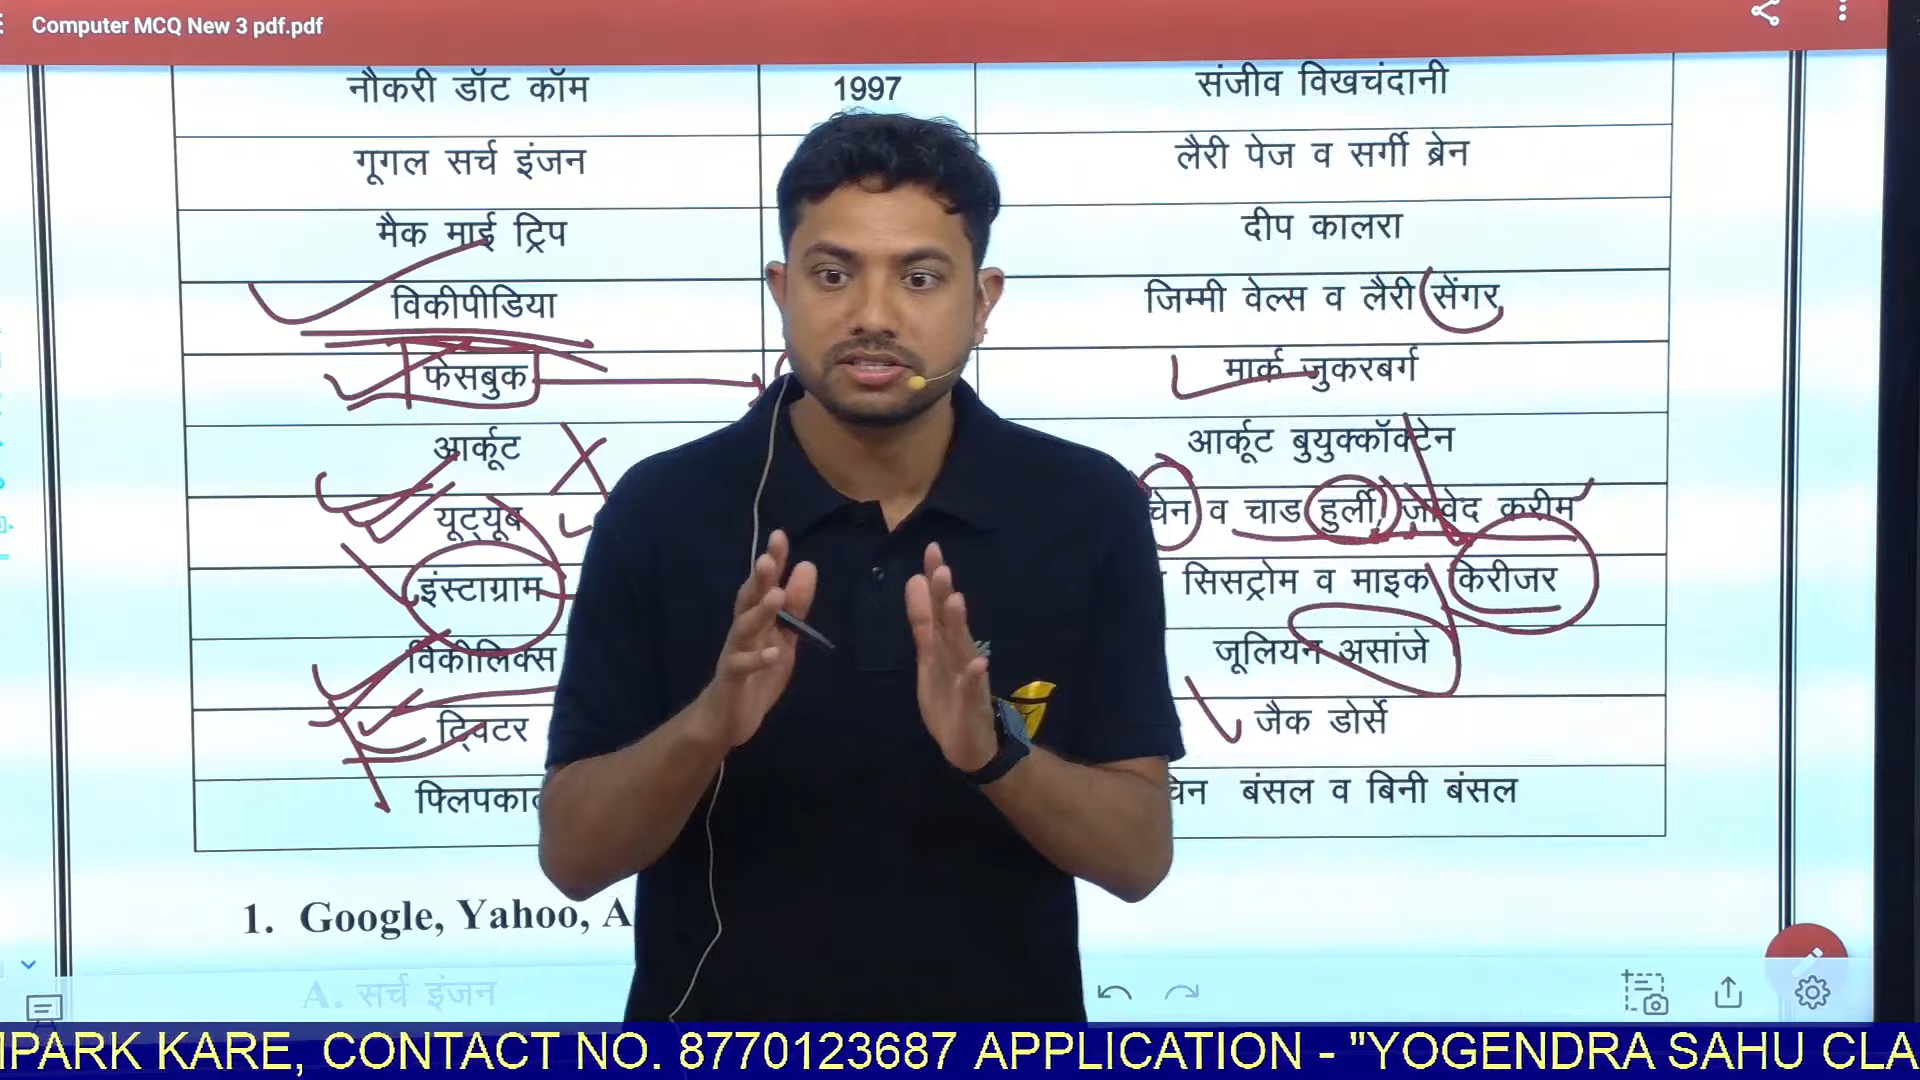 Computer MCQ New 3 pdf.pdf
नौकरी डॉट कॉम 1997 संजीव विखचंदानी
गूगल सर्च इंजन लैरी पेज व सर्गी ब्रेन
मैक माई ट्रिप दीप कालरा
विकीपीडिया जिम्मी वेल्स व लैरी सेंगर
फेसबुक मार्क जुकरबर्ग
आर्कूट आर्कूट बुयुक्कॉक्टेन
यूट्यूब चेन व चाड हुर्ली, जावेद करीम
इंस्टाग्राम सिसट्रोम व माइक केरीजर
विकीलिक्स जूलियन असांजे
ट्विटर जैक डोर्से
बंसल व बिनी बंसल
1. Google, Yahoo, A
A. सर्च इंजन
KARE, CONTACT NO. 8770123687 APPLICATION - "YOGENDRA SAHU CLA